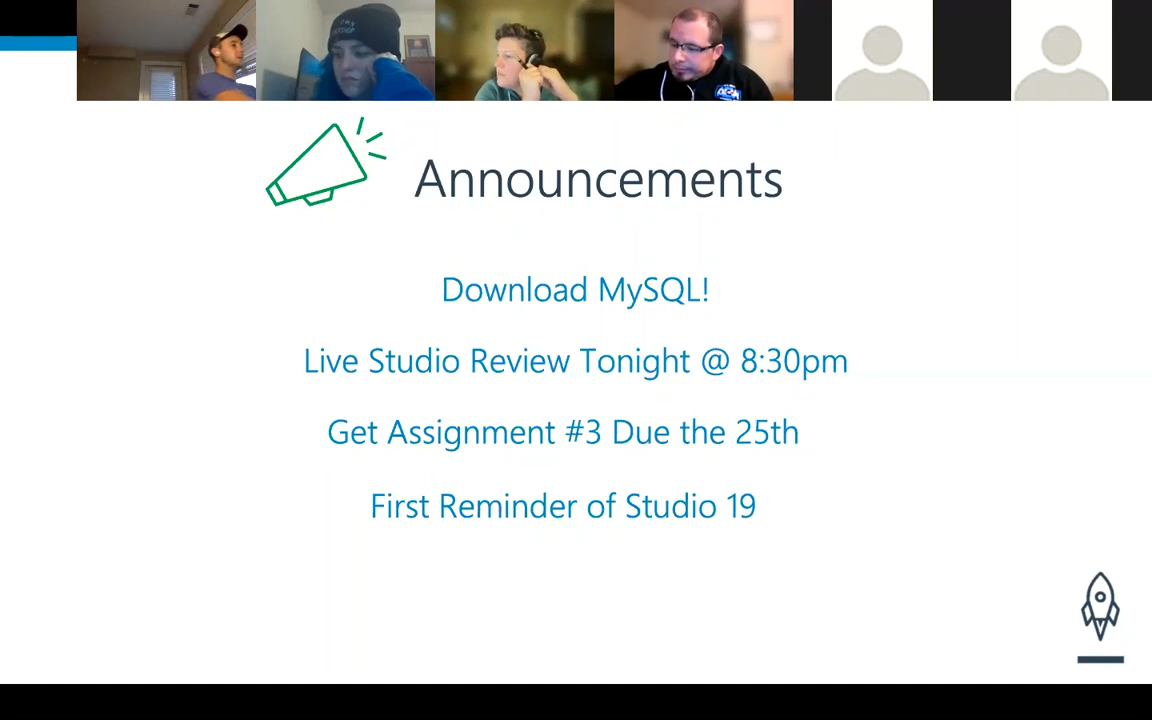 Announcements
Download MySQL!
Live Studio Review Tonight @ 8:30pm
Get Assignment #3 Due the 25th
First Reminder of Studio 19